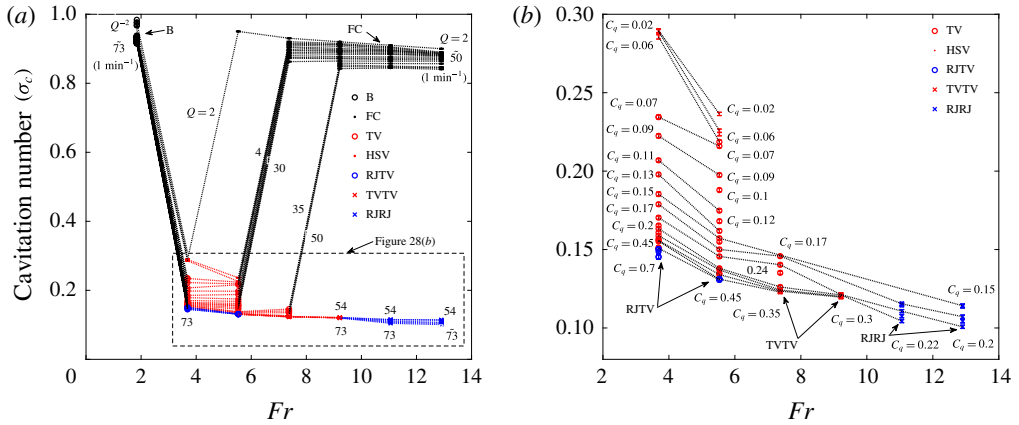 (a)
1.0
0.8
0.6
0.4
0.2
0
2
4
6
8
10
12
14
Cavitation number (σc)
Fr
Q−2
B
73
(l min−1)
Q = 2
FC
Q = 2
50
(l min−1)
B
FC
TV
HSV
RJTV
TVTV
RJRJ
4
30
35
50
Figure 28(b)
73
54
73
54
73
54
73
(b)
0.30
0.25
0.20
0.15
0.10
2
4
6
8
10
12
14
Fr
TV
HSV
RJTV
TVTV
RJRJ
Cq = 0.02
Cq = 0.06
Cq = 0.07
Cq = 0.09
Cq = 0.11
Cq = 0.13
Cq = 0.15
Cq = 0.17
Cq = 0.2
Cq = 0.45
Cq = 0.7
RJTV
Cq = 0.02
Cq = 0.06
Cq = 0.07
Cq = 0.09
Cq = 0.1
Cq = 0.12
Cq = 0.17
0.24
Cq = 0.45
Cq = 0.35
TVTV
Cq = 0.3
RJRJ
Cq = 0.22
Cq = 0.15
Cq = 0.2